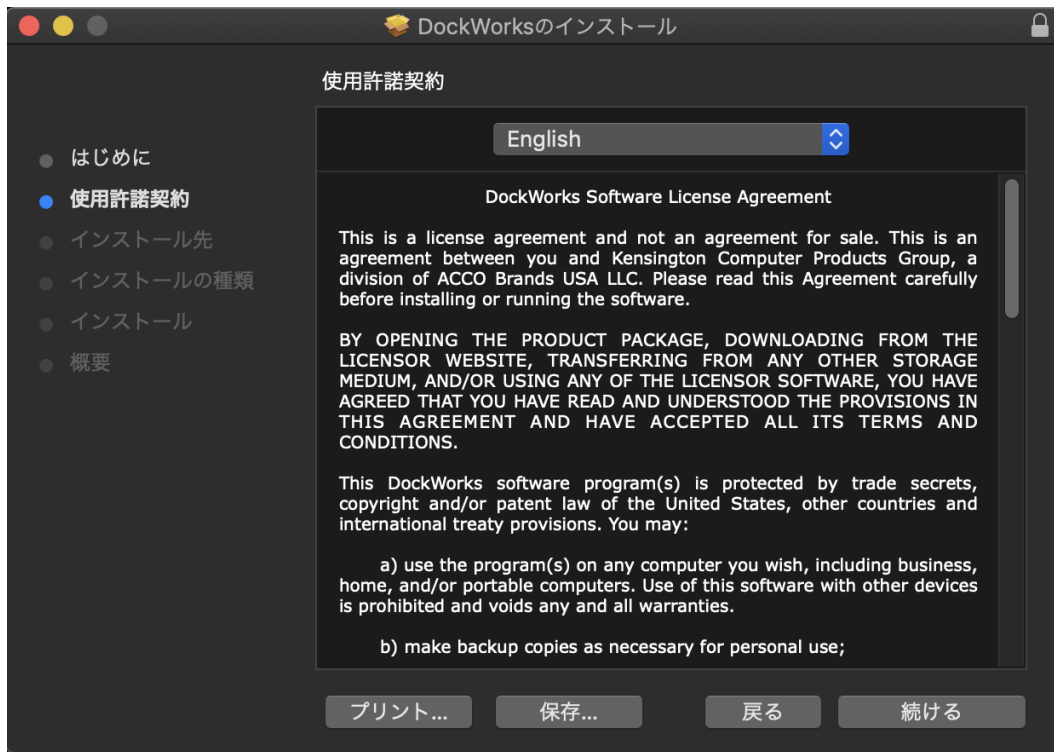 DockWorksのインストール
使用許諾契約
はじめに
使用許諾契約
インストール先
インストールの種類
インストール
概要
English
DockWorks Software License Agreement
This is a license agreement and not an agreement for sale. This is an
agreement between you and Kensington Computer Products Group, a
division of ACCO Brands USA LLC. Please read this Agreement carefully
before installing or running the software.
BY OPENING THE PRODUCT PACKAGE, DOWNLOADING FROM THE
LICENSOR WEBSITE, TRANSFERRING FROM ANY OTHER STORAGE
MEDIUM, AND/OR USING ANY OF THE LICENSOR SOFTWARE, YOU HAVE
AGREED THAT YOU HAVE READ AND UNDERSTOOD THE PROVISIONS IN
THIS AGREEMENT AND HAVE ACCEPTED ALL ITS TERMS AND
CONDITIONS.
This DockWorks software program(s) is protected by trade secrets,
copyright and/or patent law of the United States, other countries and
international treaty provisions. You may:
a) use the program(s) on any computer you wish, including business,
home, and/or portable computers. Use of this software with other devices
is prohibited and voids any and all warranties.
b) make backup copies as necessary for personal use;
プリント...
保存...
戻る
続ける